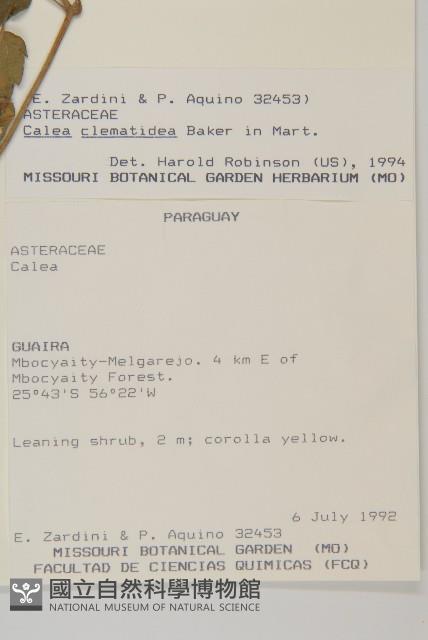 E. Zardini & P. Aquino 32453)
ASTERACEAE
Calea clematidea Baker in Mart.
Det. Harold Robinson (US), 1994
MISSOURI BOTANICAL GARDEN HERBARIUM (MO)
PARAGUAY
ASTERACEAE
Calea
GUAIRA
Mbocyaity-Melgarejo. 4 km E of
Mbocyaity Forest.
25°43'S 56°22'W
Leaning shrub, 2 m; corolla yellow.
6 July 1992
E. Zardini & P. Aquino 32453
MISSOURI BOTANICAL GARDEN (MO)
FACULTAD DE CIENCIAS QUIMICAS (FCQ)
國立自然科學博物館
NATIONAL MUSEUM OF NATURAL SCIENCE